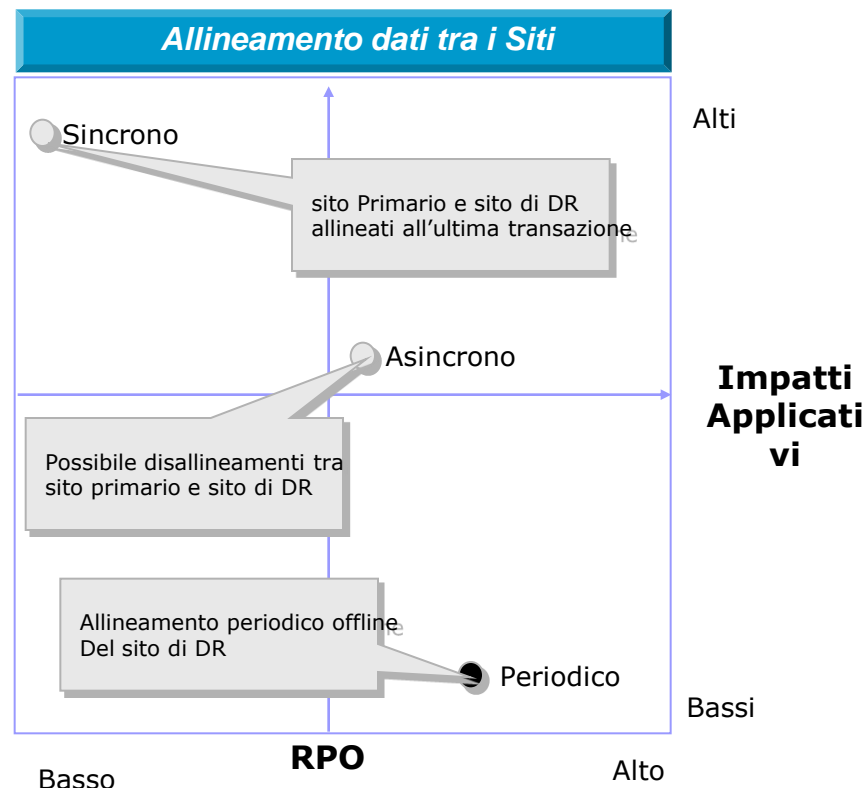 Allineamento dati tra i Siti
Alti
Sincrono
sito Primario e sito di DR
allineati all'ultima transazione
Asincrono
Impatti
Applicati
vi
Possibile disallineamenti tra
sito primario e sito di DR
Allineamento periodico offline
Del sito di DR
Periodico
Bassi
RPO
Basso
Alto